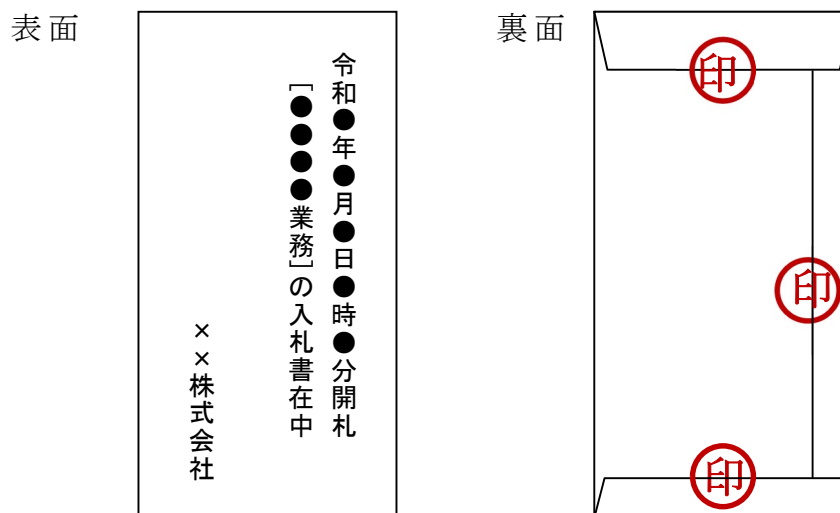 表面
令和●年●月●日●時●分開札
［●●●●業務］の入札書在中
××株式会社
裏面
印
印
印